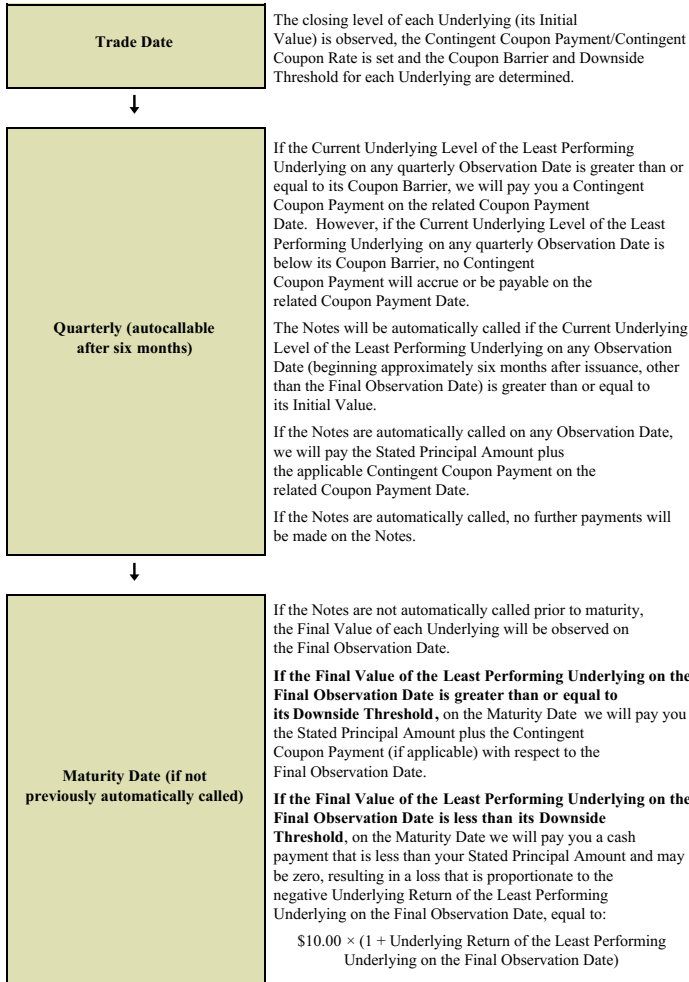 Trade Date
The closing level of each Underlying (its Initial
Value) is observed, the Contingent Coupon Payment/Contingent
Coupon Rate is set and the Coupon Barrier and Downside
Threshold for each Underlying are determined.
Quarterly (autocallable
after six months)
If the Current Underlying Level of the Least Performing
Underlying on any quarterly Observation Date is greater than or
equal to its Coupon Barrier, we will pay you a Contingent
Coupon Payment on the related Coupon Payment
Date. However, if the Current Underlying Level of the Least
Performing Underlying on any quarterly Observation Date is
below its Coupon Barrier, no Contingent
Coupon Payment will accrue or be payable on the
related Coupon Payment Date.
The Notes will be automatically called if the Current Underlying
Level of the Least Performing Underlying on any Observation
Date (beginning approximately six months after issuance, other
than the Final Observation Date) is greater than or equal to
its Initial Value.
If the Notes are automatically called on any Observation Date,
we will pay the Stated Principal Amount plus
the applicable Contingent Coupon Payment on the
related Coupon Payment Date.
If the Notes are automatically called, no further payments will
be made on the Notes.
Maturity Date (if not
previously automatically called)
If the Notes are not automatically called prior to maturity,
the Final Value of each Underlying will be observed on
the Final Observation Date.
If the Final Value of the Least Performing Underlying on the
Final Observation Date is greater than or equal to
its Downside Threshold, on the Maturity Date we will pay you
the Stated Principal Amount plus the Contingent
Coupon Payment (if applicable) with respect to the
Final Observation Date.
If the Final Value of the Least Performing Underlying on the
Final Observation Date is less than its Downside
Threshold, on the Maturity Date we will pay you a cash
payment that is less than your Stated Principal Amount and may
be zero, resulting in a loss that is proportionate to the
negative Underlying Return of the Least Performing
Underlying on the Final Observation Date, equal to:
$10.00 × (1 + Underlying Return of the Least Performing
Underlying on the Final Observation Date)